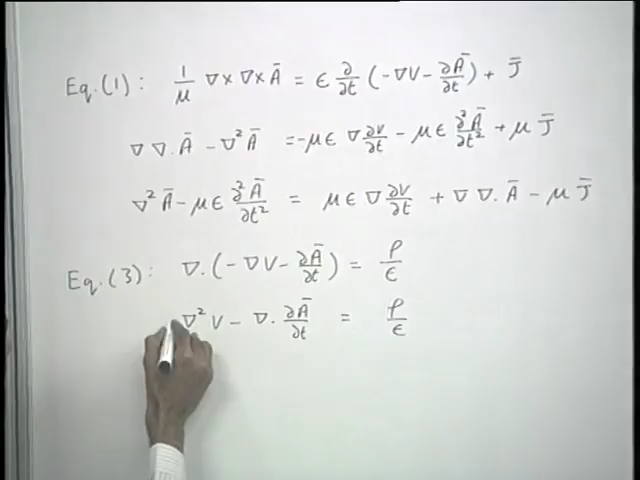 Eq.(1): 1/μ ∇×∇×Ā = ϵ ∂/∂t (-∇V - ∂Ā/∂t) + J̄
∇∇.Ā - ∇²Ā = -μϵ ∇ ∂V/∂t - μϵ ∂²Ā/∂t² + μJ̄
∇²Ā - μϵ ∂²Ā/∂t² = μϵ ∇ ∂V/∂t + ∇∇.Ā - μJ̄
Eq.(3): ∇.(-∇V - ∂Ā/∂t) = ρ/ϵ
∇²V - ∇.∂Ā/∂t = ρ/ϵ